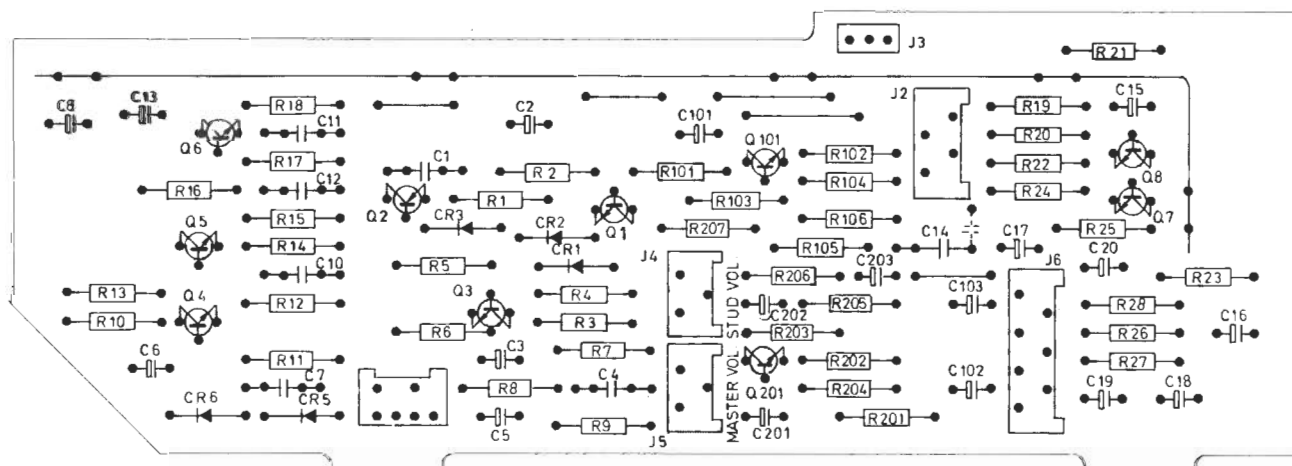 J3
R21
C8
C13
R18
C2
C101
J2
R19
C15
Q6
C11
Q101
R20
R17
C1
R2
R101
R102
R22
Q8
R16
C12
Q2
R1
R103
R104
R24
Q7
Q5
R15
CR3
CR2
Q1
R207
R106
C14
C17
R25
R14
CR1
J4
R105
J6
C20
R13
C10
R5
R206
C203
R23
Q4
R12
Q3
R4
STUD VOL
C202
R205
C103
R28
R10
R6
R3
R203
R26
C16
C6
R11
C3
R7
R202
R27
C7
R8
C4
MASTER VOL
Q201
R204
C102
C19
C18
CR6
CR5
C5
R9
J5
C201
R201